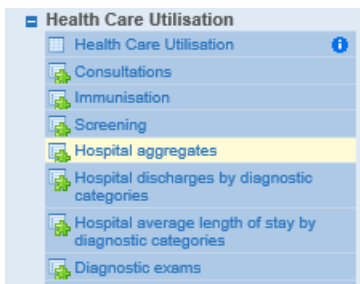 Health Care Utilisation
Health Care Utilisation
Consultations
Immunisation
Screening
Hospital aggregates
Hospital discharges by diagnostic
categories
Hospital average length of stay by
diagnostic categories
Diagnostic exams